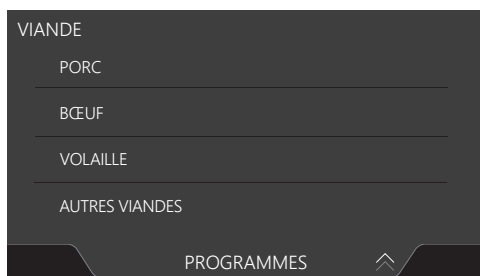 VIANDE
PORC
BŒUF
VOLAILLE
AUTRES VIANDES
PROGRAMMES